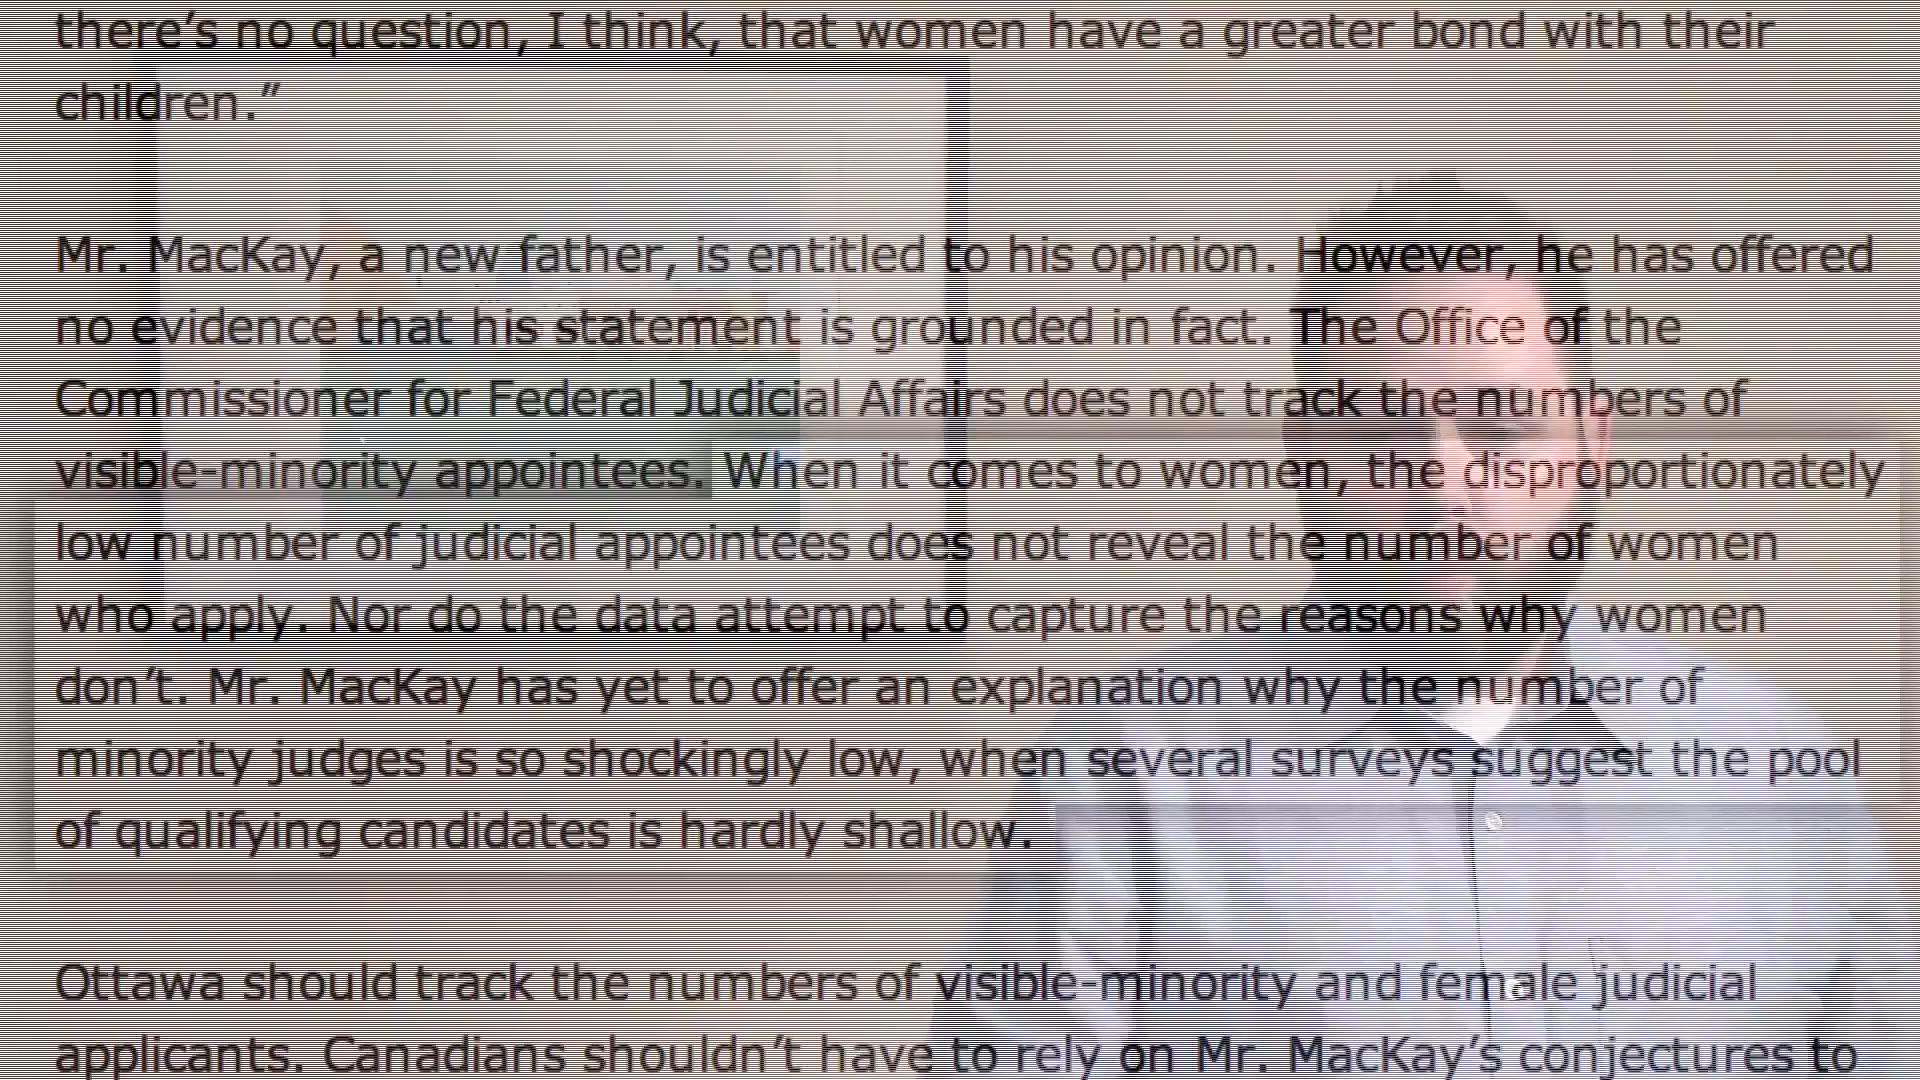 there's no question, I think, that women have a greater bond with their
children.”
Mr. MacKay, a new father, is entitled to his opinion. However, he has offered
no evidence that his statement is grounded in fact. The Office of the
Commissioner for Federal Judicial Affairs does not track the numbers of
visible-minority appointees. When it comes to women, the disproportionately
low number of judicial appointees does not reveal the number of women
who apply. Nor do the data attempt to capture the reasons why women
don’t. Mr. MacKay has yet to offer an explanation why the number of
minority judges is so shockingly low, when several surveys suggest the pool
of qualifying candidates is hardly shallow.
Ottawa should track the numbers of visible-minority and female judicial
applicants. Canadians shouldn’t have to rely on Mr. MacKay’s conjectures to